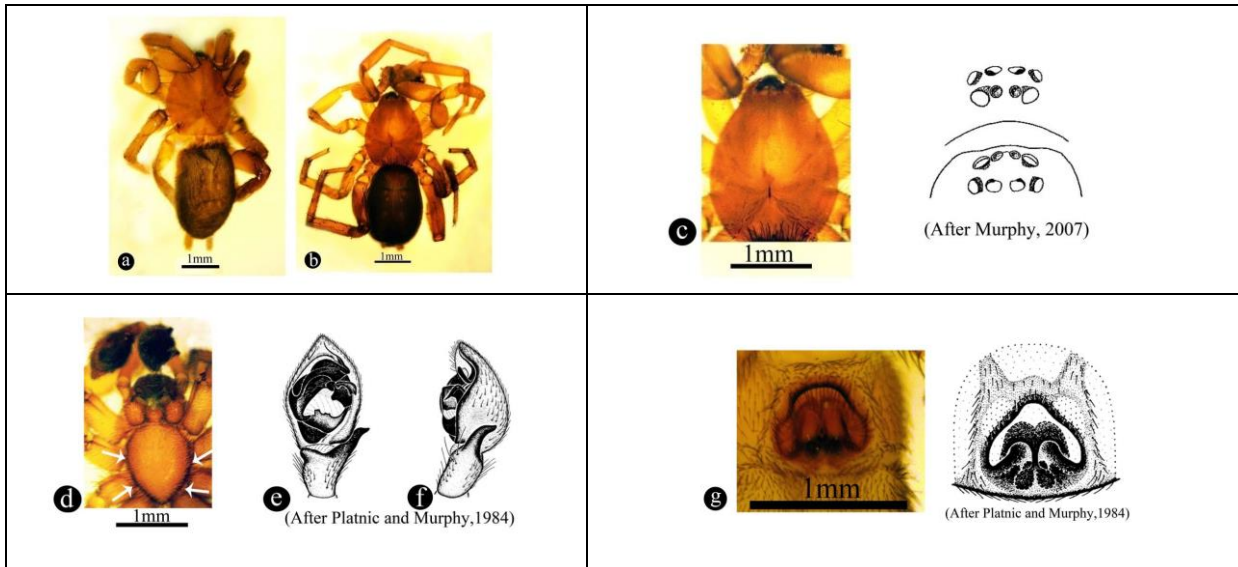 a
1mm
b
1mm
c
1mm
(After Murphy, 2007)
d
1mm
e
f
(After Platnic and Murphy,1984)
g
1mm
(After Platnic and Murphy,1984)